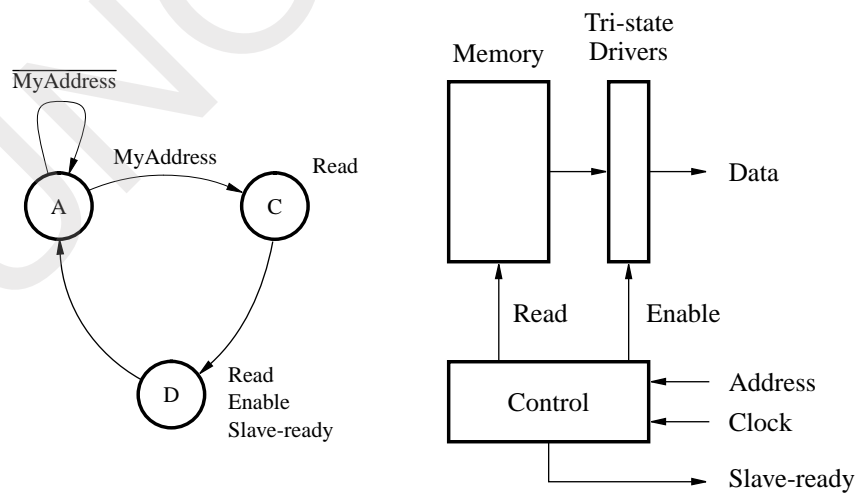 MyAddress
MyAddress
Read
A
C
D
Read
Enable
Slave-ready
Memory
Tri-state
Drivers
Data
Read
Enable
Control
Address
Clock
Slave-ready